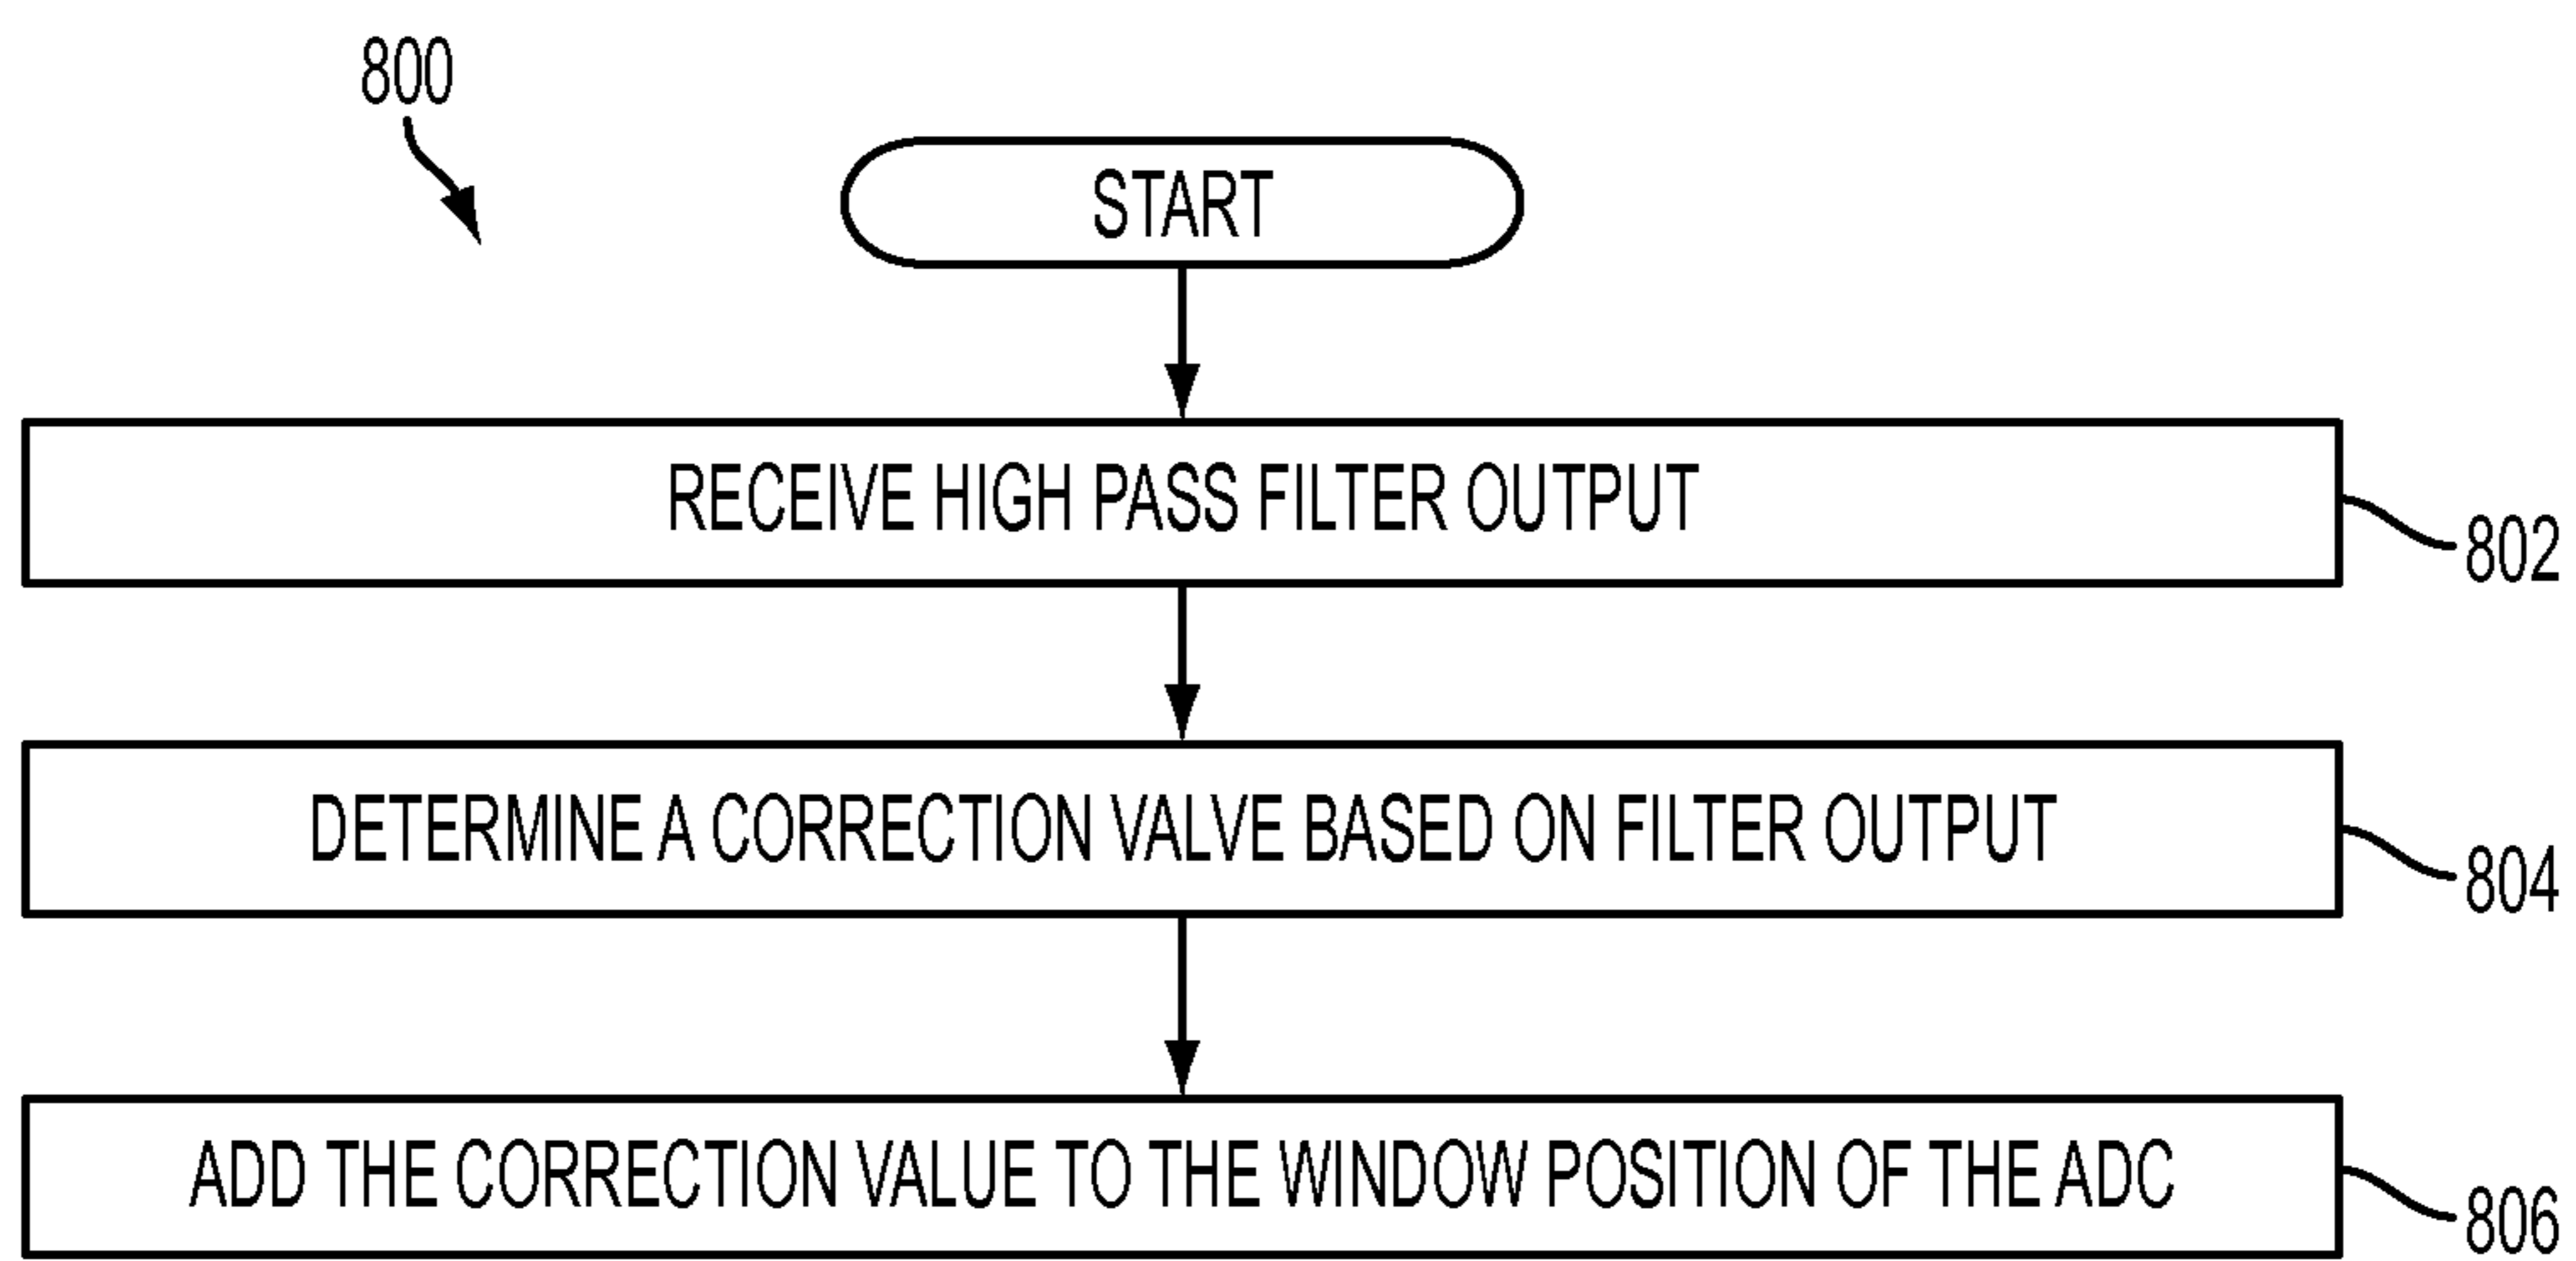 800
START
RECEIVE HIGH PASS FILTER OUTPUT
802
DETERMINE A CORRECTION VALVE BASED ON FILTER OUTPUT
804
ADD THE CORRECTION VALUE TO THE WINDOW POSITION OF THE ADC
806